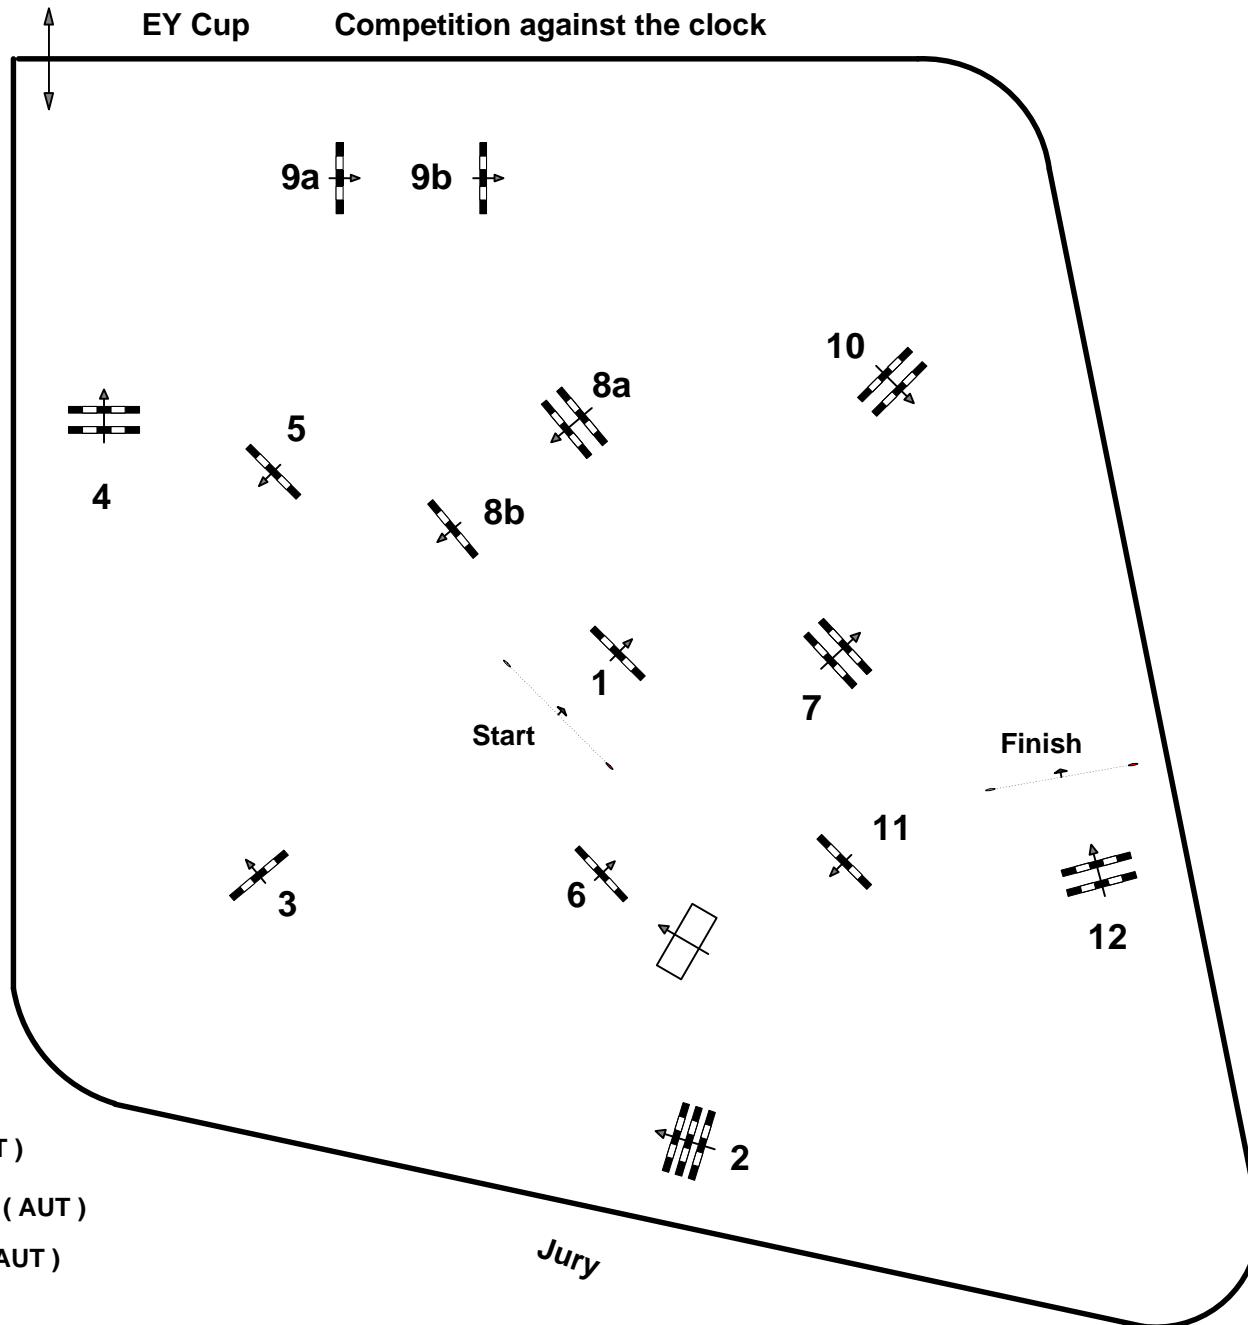 EY Cup Competition against the clock
9a 9b
10
8a
5
4
8b
1
7
Start
Finish
11
6
3
12
2
T )
( AUT )
AUT )
Jury